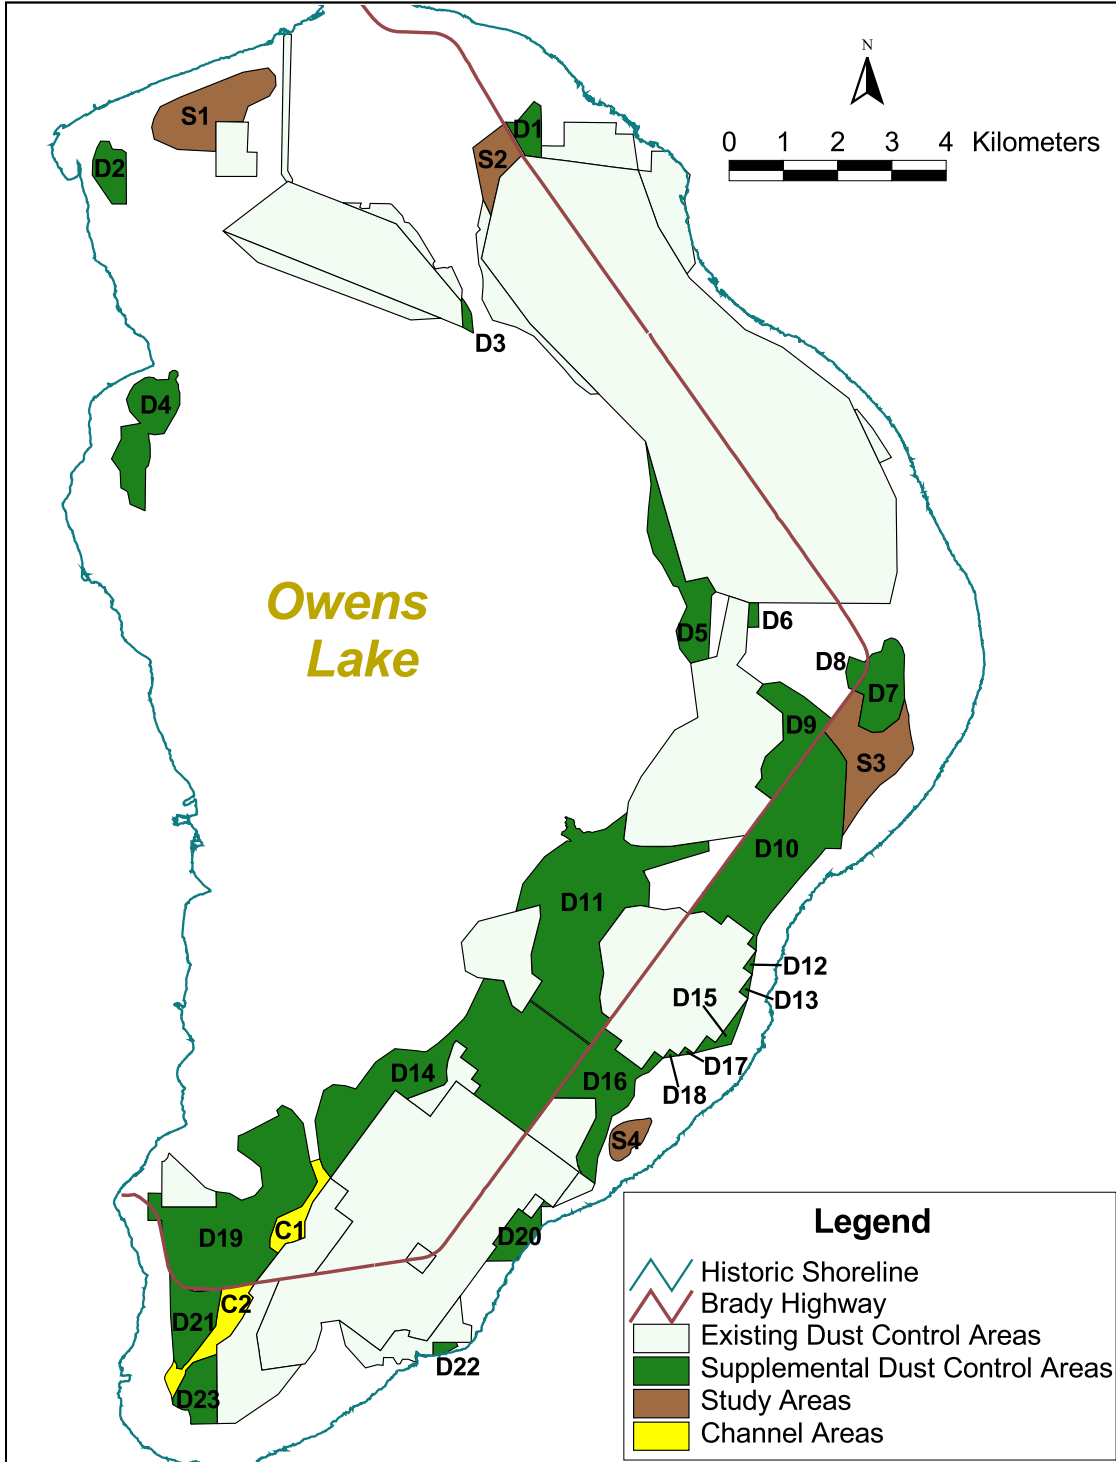 N
0 1 2 3 4 Kilometers
S1
D1
S2
D2
D3
D4
Owens
Lake
D5
D6
D8
D7
D9
S3
D10
D11
D12
D13
D15
D14
D16
D17
D18
S4
C1
D19
D20
C2
D21
D22
D23
Legend
Historic Shoreline
Brady Highway
Existing Dust Control Areas
Supplemental Dust Control Areas
Study Areas
Channel Areas